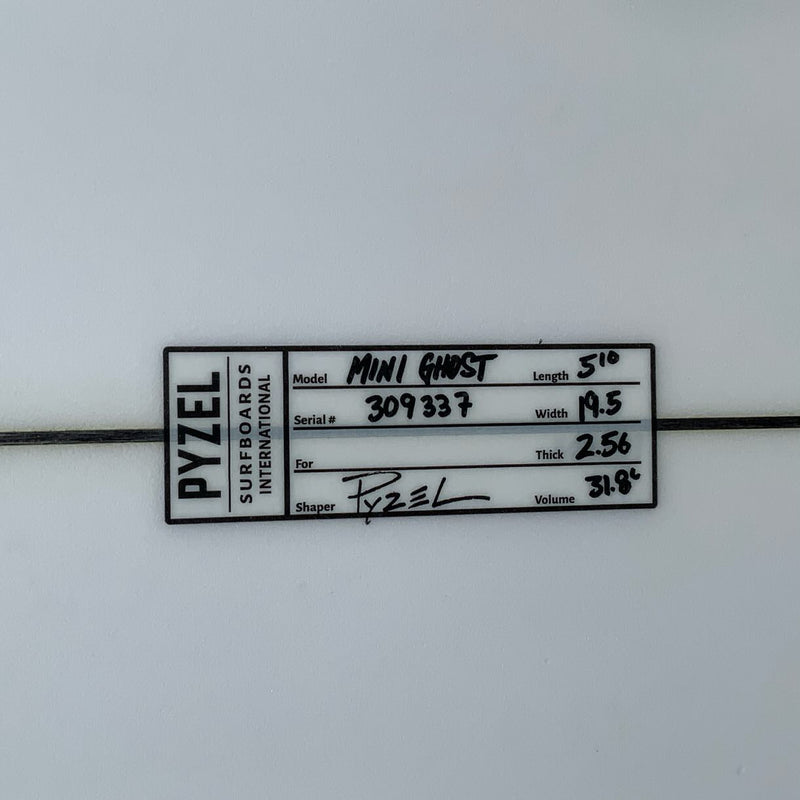 PYZEL
SURFBOARDS
INTERNATIONAL
Model MINI GHOST Length 5'10
Serial # 309337 Width 19.5
For Thick 2.56
Shaper PYZEL Volume 31.8L